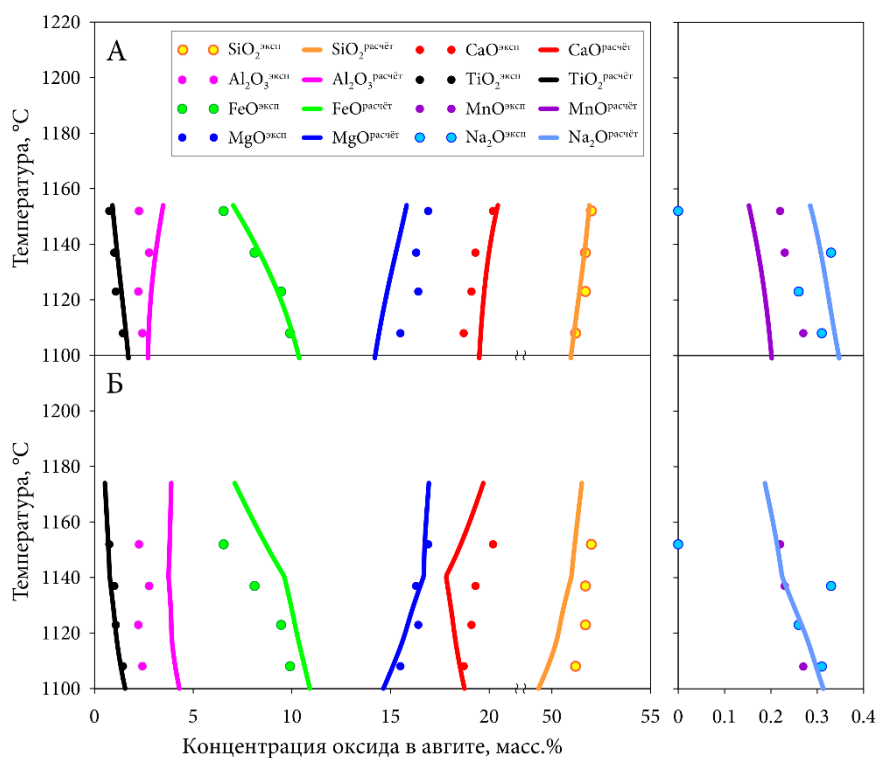 1220
А
SiO₂эксп SiO₂расчёт CaOэксп CaOрасчёт
Al₂O₃эксп Al₂O₃расчёт TiO₂эксп TiO₂расчёт
FeOэксп FeOрасчёт MnOэксп MnOрасчёт
MgOэксп MgOрасчёт Na₂Oэксп Na₂Oрасчёт
1200
1180
1160
1140
1120
1100
Температура, °C
Б
1200
1180
1160
1140
1120
1100
Температура, °C
0 5 10 15 20 50 55
0 0.1 0.2 0.3 0.4
Концентрация оксида в авгите, масс.%